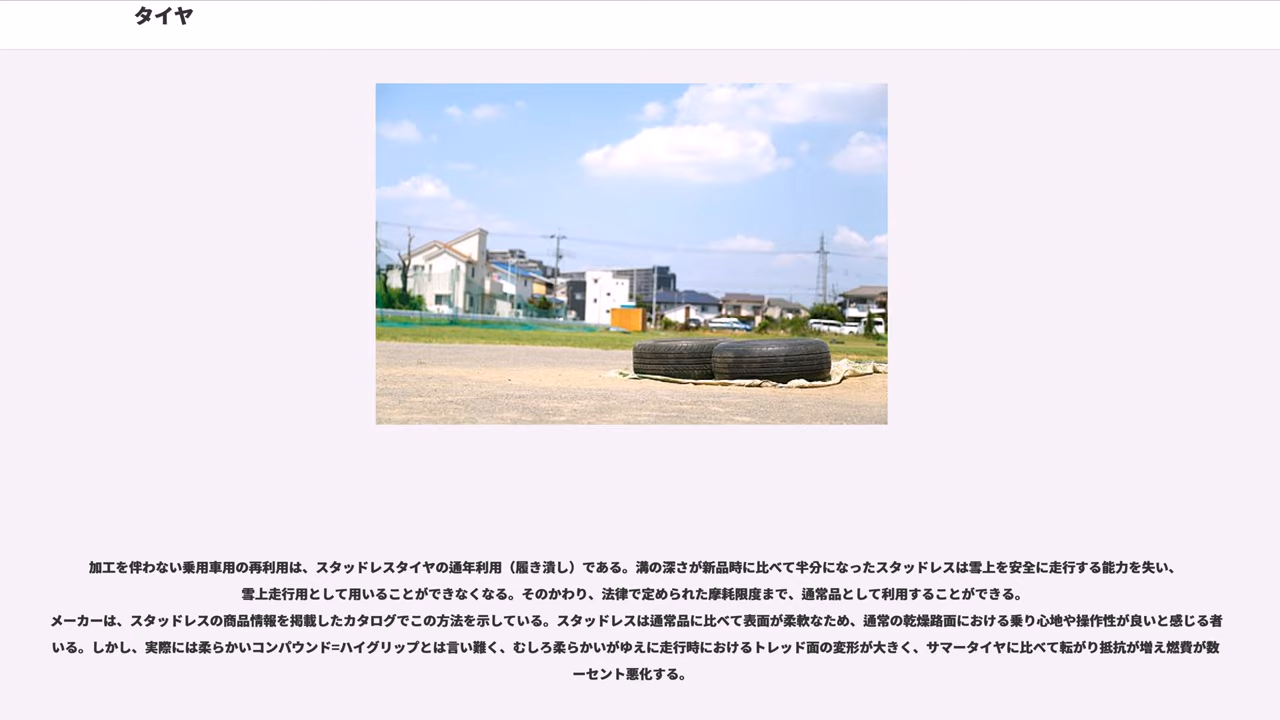 タイヤ
加工を伴わない乗用車用の再利用は、スタッドレスタイヤの通年利用（履き潰し）である。溝の深さが新品時に比べて半分になったスタッドレスは雪上を安全に走行する能力を失い、
雪上走行用として用いることができなくなる。そのかわり、法律で定められた摩耗限度まで、通常品として利用することができる。
メーカーは、スタッドレスの商品情報を掲載したカタログでこの方法を示している。スタッドレスは通常品に比べて表面が柔軟なため、通常の乾燥路面における乗り心地や操作性が良いと感じる者
いる。しかし、実際には柔らかいコンパウンド=ハイグリップとは言い難く、むしろ柔らかいがゆえに走行時におけるトレッド面の変形が大きく、サマータイヤに比べて転がり抵抗が増え燃費が数
ーセント悪化する。